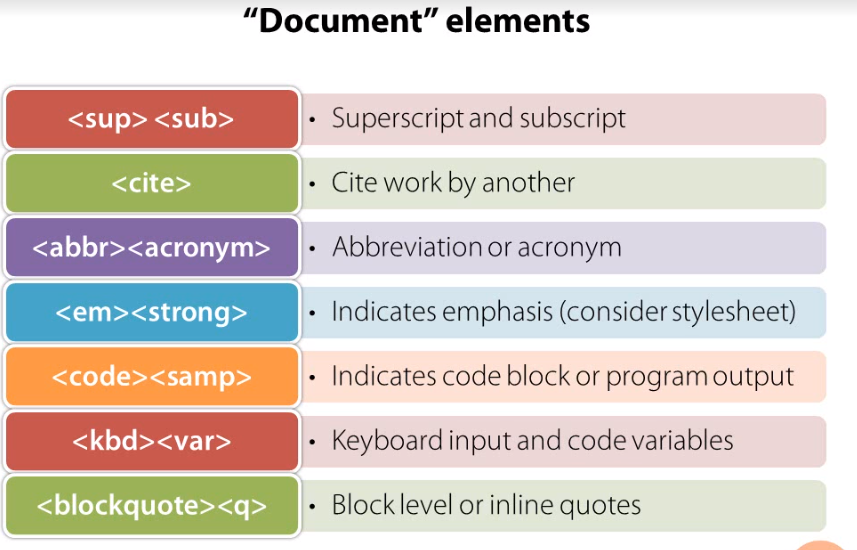 “Document” elements
<sup> <sub>
• Superscript and subscript
<cite>
• Cite work by another
<abbr><acronym>
• Abbreviation or acronym
<em><strong>
• Indicates emphasis (consider stylesheet)
<code><samp>
• Indicates code block or program output
<kbd><var>
• Keyboard input and code variables
<blockquote><q>
• Block level or inline quotes